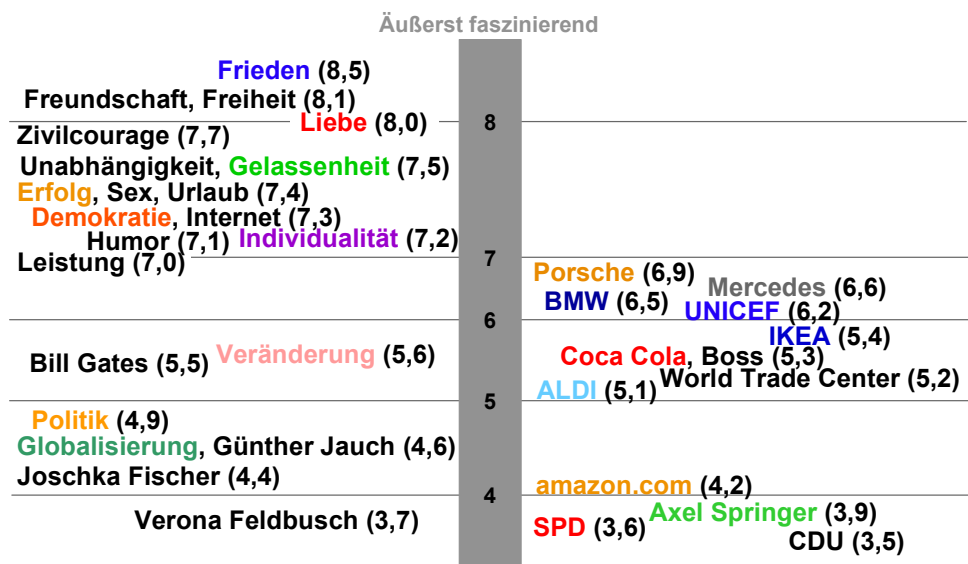 Äußerst faszinierend
Frieden (8,5)
Freundschaft, Freiheit (8,1)
Liebe (8,0)
8
Zivilcourage (7,7)
Unabhängigkeit, Gelassenheit (7,5)
Erfolg, Sex, Urlaub (7,4)
Demokratie, Internet (7,3)
Humor (7,1) Individualität (7,2)
Leistung (7,0)
7
Porsche (6,9)
Mercedes (6,6)
BMW (6,5)
UNICEF (6,2)
6
IKEA (5,4)
Bill Gates (5,5) Veränderung (5,6)
Coca Cola, Boss (5,3)
World Trade Center (5,2)
ALDI (5,1)
5
Politik (4,9)
Globalisierung, Günther Jauch (4,6)
Joschka Fischer (4,4)
amazon.com (4,2)
4
Verona Feldbusch (3,7)
Axel Springer (3,9)
SPD (3,6)
CDU (3,5)